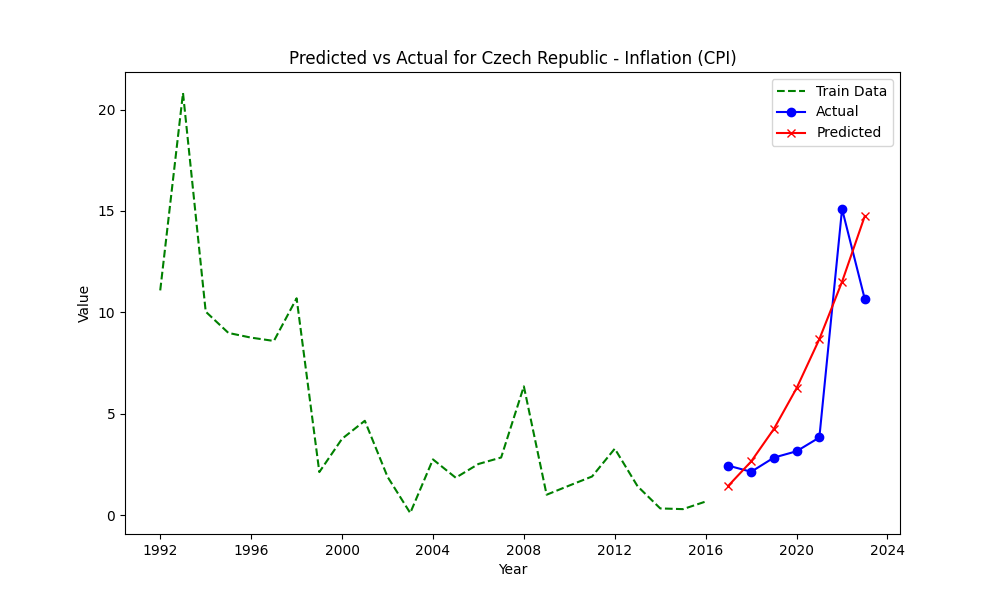 Predicted vs Actual for Czech Republic - Inflation (CPI)
Train Data
Actual
Predicted
Value
20
15
10
5
0
1992 1996 2000 2004 2008 2012 2016 2020 2024
Year